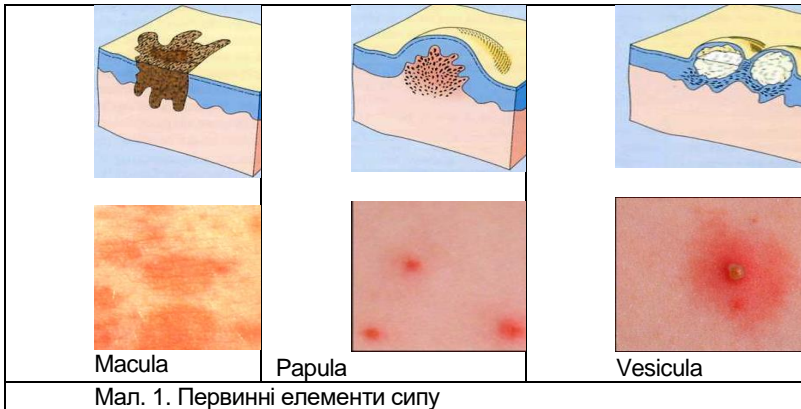 Macula
Papula
Vesicula
Мал. 1. Первинні елементи сипу